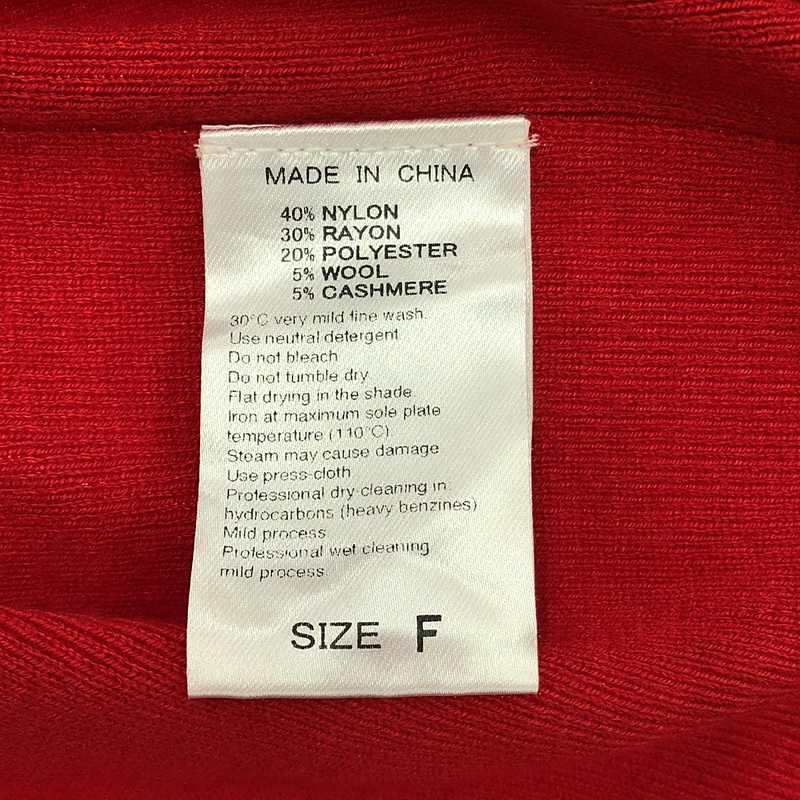 MADE IN CHINA
40% NYLON
30% RAYON
20% POLYESTER
5% WOOL
5% CASHMERE
30°C very mild fine wash.
Use neutral detergent.
Do not bleach
Do not tumble dry.
Flat drying in the shade.
Iron at maximum sole plate
temperature (110°C).
Steam may cause damage
Use press-cloth
Professional dry-cleaning in:
hydrocarbons (heavy benzines)
Mild process
Professional wet cleaning
mild process.
SIZE F